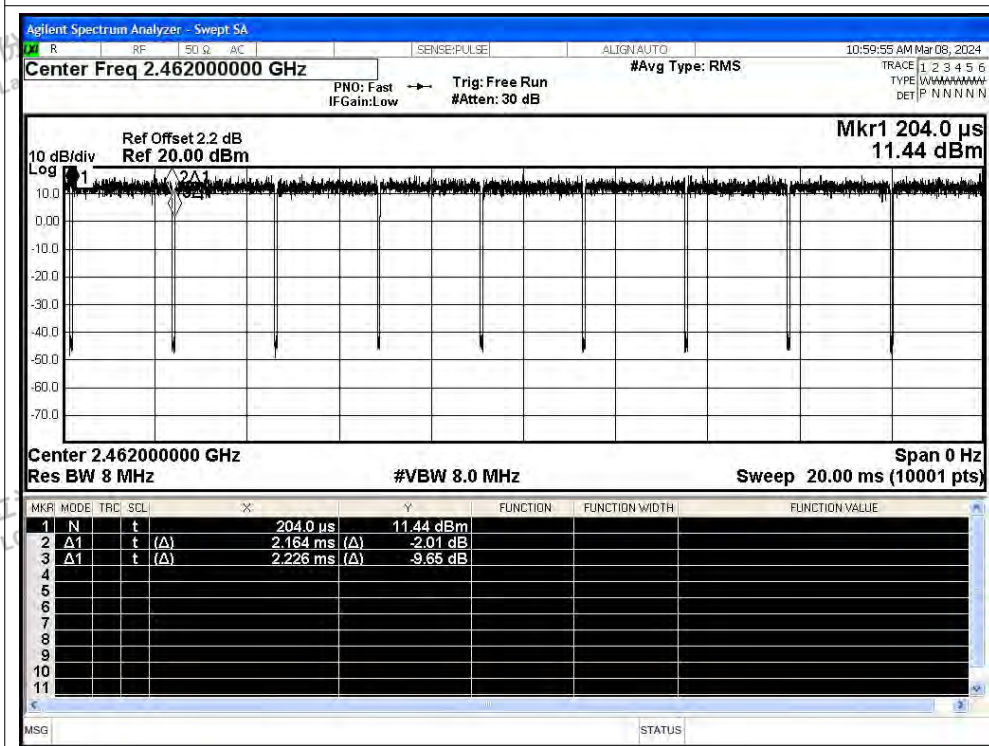 Agilent Spectrum Analyzer - Swept SA
R RF 50 Ω AC SENSE:PULSE ALIGN AUTO 10:59:55 AM Mar 08, 2024
Center Freq 2.462000000 GHz
PNO: Fast
IFGain:Low
Trig: Free Run
#Atten: 30 dB
#Avg Type: RMS
TRACE 1 2 3 4 5 6
TYPE
DET P N N N N N
Mkr1 204.0 µs
11.44 dBm
Ref Offset 2.2 dB
10 dB/div Ref 20.00 dBm
Log
1 2Δ1
3Δ1
10.0
0.00
-10.0
-20.0
-30.0
-40.0
-50.0
-60.0
-70.0
Center 2.462000000 GHz Span 0 Hz
Res BW 8 MHz #VBW 8.0 MHz Sweep 20.00 ms (10001 pts)
MKR MODE TRC SCL X Y FUNCTION FUNCTION WIDTH FUNCTION VALUE
1 N t 204.0 µs 11.44 dBm
2 Δ1 t (Δ) 2.164 ms (Δ) -2.01 dB
3 Δ1 t (Δ) 2.226 ms (Δ) -9.65 dB
4
5
6
7
8
9
10
11
MSG STATUS